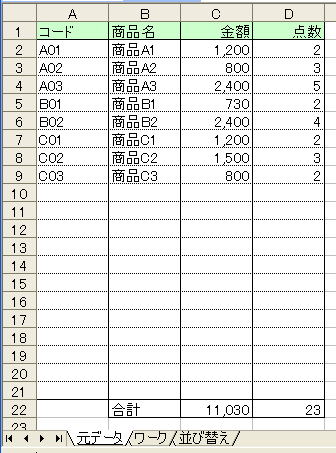 A B C D
1 コード 商品名 金額 点数
2 A01 商品A1 1,200 2
3 A02 商品A2 800 3
4 A03 商品A3 2,400 5
5 B01 商品B1 730 2
6 B02 商品B2 2,400 4
7 C01 商品C1 1,200 2
8 C02 商品C2 1,500 3
9 C03 商品C3 800 2
10
11
12
13
14
15
16
17
18
19
20
21
22 合計 11,030 23
23
元データ ワーク 並び替え